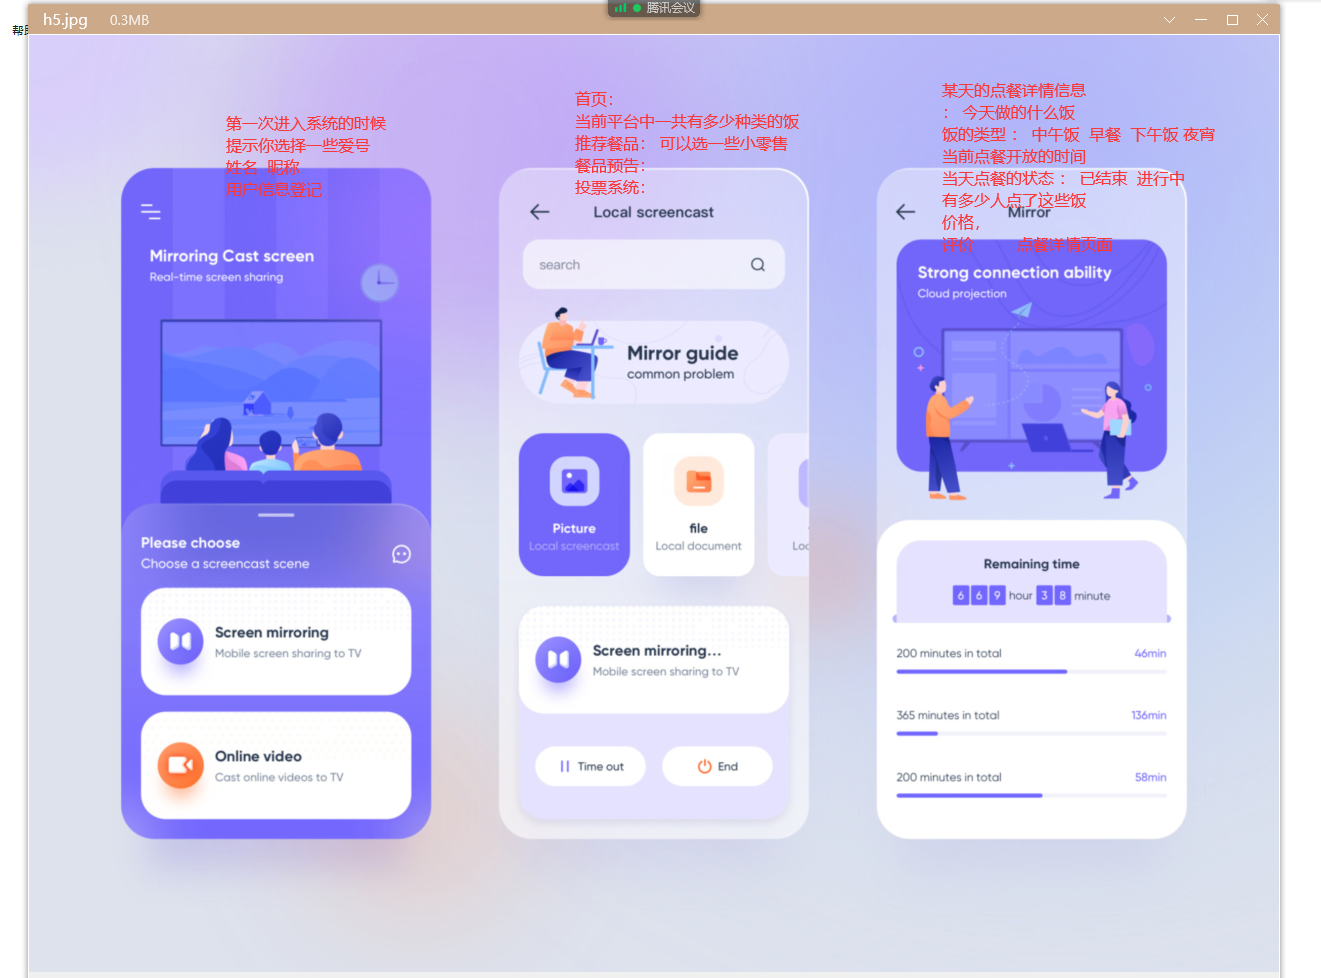 腾讯会议
h5.jpg 0.3MB
帮
第一次进入系统的时候
提示你选择一些爱号
姓名 昵称
用户信息登记
Mirroring Cast screen
Real-time screen sharing
Please choose
Choose a screencast scene
Screen mirroring
Mobile screen sharing to TV
Online video
Cast online videos to TV
首页：
当前平台中一共有多少种类的饭
推荐餐品： 可以选一些小零售
餐品预告：
投票系统：
Local screencast
search
Mirror guide
common problem
Picture
Local screencast
file
Local document
Loc
Screen mirroring...
Mobile screen sharing to TV
Time out
End
某天的点餐详情信息
： 今天做的什么饭
饭的类型： 中午饭 早餐 下午饭 夜宵
当前点餐开放的时间
当天点餐的状态： 已结束 进行中
有多少人点了这些饭
价格，
评价 点餐详情页面
Mirror
Strong connection ability
Cloud projection
Remaining time
669 hour 38 minute
200 minutes in total 46min
365 minutes in total 136min
200 minutes in total 58min